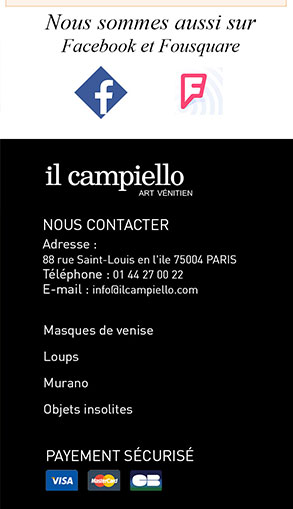 Nous sommes aussi sur
Facebook et Fousquare
f
F
il campiello
ART VÉNITIEN
NOUS CONTACTER
Adresse :
88 rue Saint-Louis en l'ile 75004 PARIS
Téléphone : 01 44 27 00 22
E-mail : info@ilcampiello.com
Masques de venise
Loups
Murano
Objets insolites
PAYEMENT SÉCURISÉ
VISA MasterCard CB